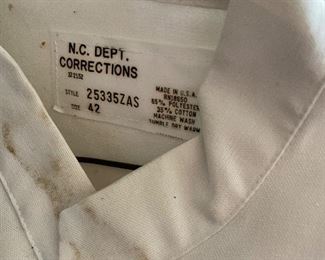 N.C. DEPT.
CORRECTIONS
STYLE 25335ZAS
SIZE 42
MADE IN U.S.A.
65% POLYESTER
35% COTTON
MACHINE WASH
TUMBLE DRY WARM